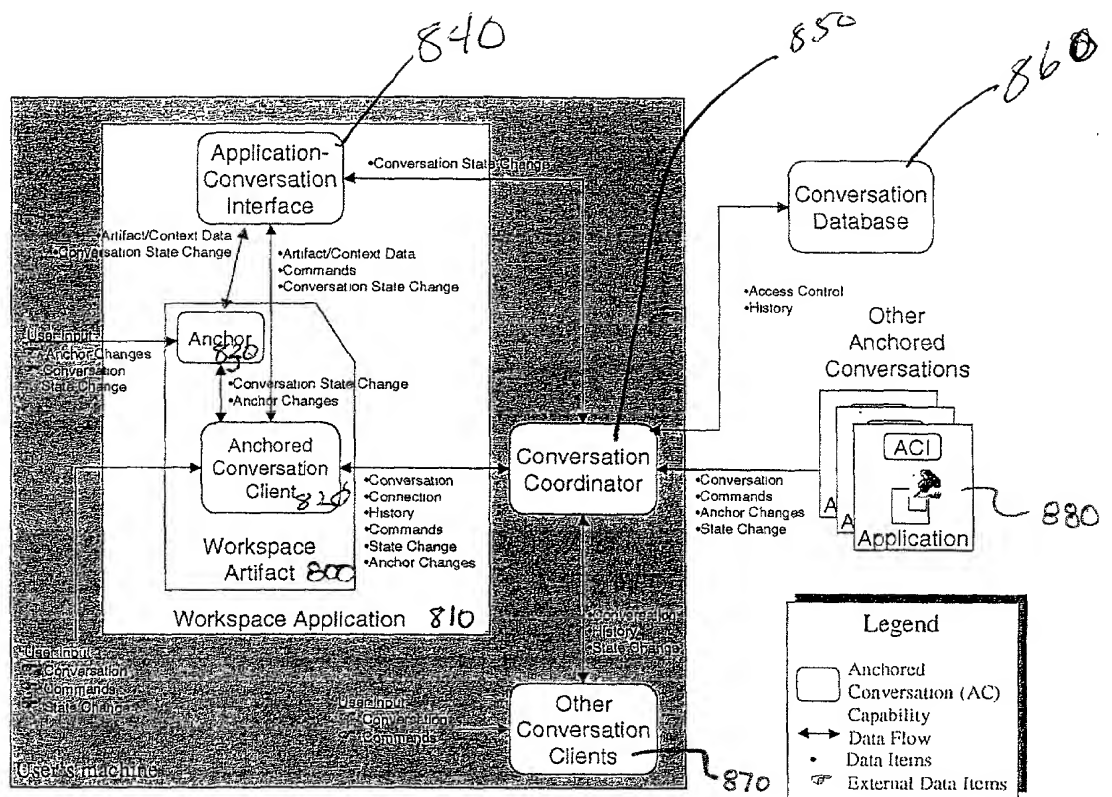 840
850
860
Application-
Conversation
Interface
•Conversation State Change
Conversation
Database
•Artifact/Context Data
•Conversation State Change
•Artifact/Context Data
•Commands
•Conversation State Change
•Access Control
•History
User Input
Anchor Changes
Conversation
State Change
Anchor
830
•Conversation State Change
•Anchor Changes
Other
Anchored
Conversations
Anchored
Conversation
Client
820
•Conversation
•Connection
•History
•Commands
•State Change
•Anchor Changes
Conversation
Coordinator
•Conversation
•Commands
•Anchor Changes
•State Change
ACI
A
A
Application
880
Workspace
Artifact 800
Workspace Application 810
User Input
Conversation
Commands
State Change
•Conversation
History
State Change
User Input
Conversation
Commands
Other
Conversation
Clients
870
User's machine
Legend
Anchored
Conversation (AC)
Capability
Data Flow
• Data Items
External Data Items